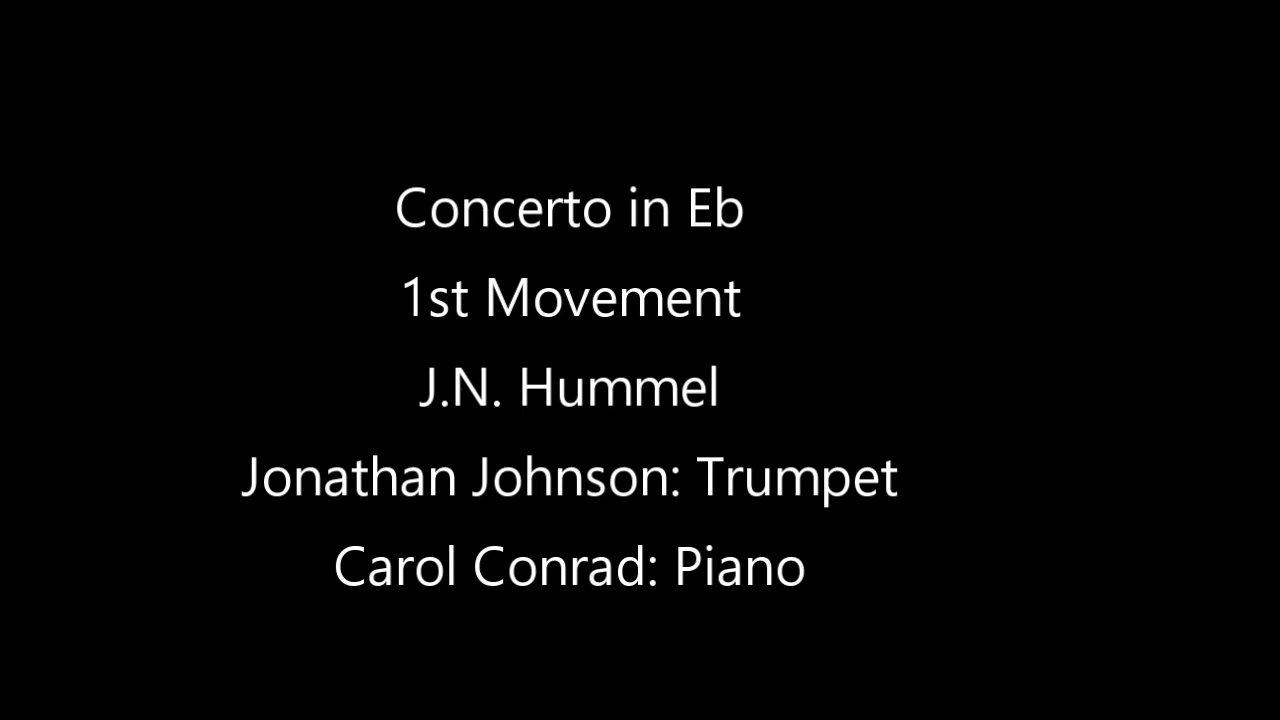 Concerto in Eb
1st Movement
J.N. Hummel
Jonathan Johnson: Trumpet
Carol Conrad: Piano